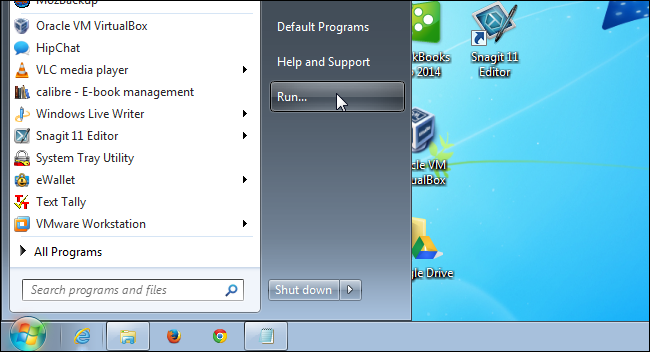 MozBackup
Oracle VM VirtualBox
HipChat
VLC media player
calibre - E-book management
Windows Live Writer
Snagit 11 Editor
System Tray Utility
eWallet
Text Tally
VMware Workstation
All Programs
Search programs and files
Default Programs
Help and Support
Run...
Shut down
ckBooks
2014
Snagit 11
Editor
cle VM
ualBox
gle Drive